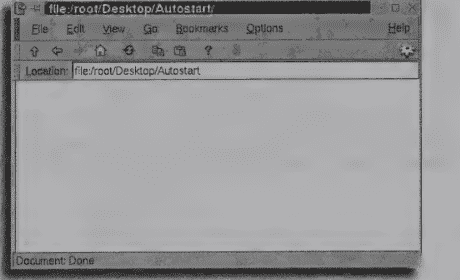 file:/root/Desktop/Autostart/
File Edit View Go Bookmarks Options Help
Location: file:/root/Desktop/Autostart
Document: Done